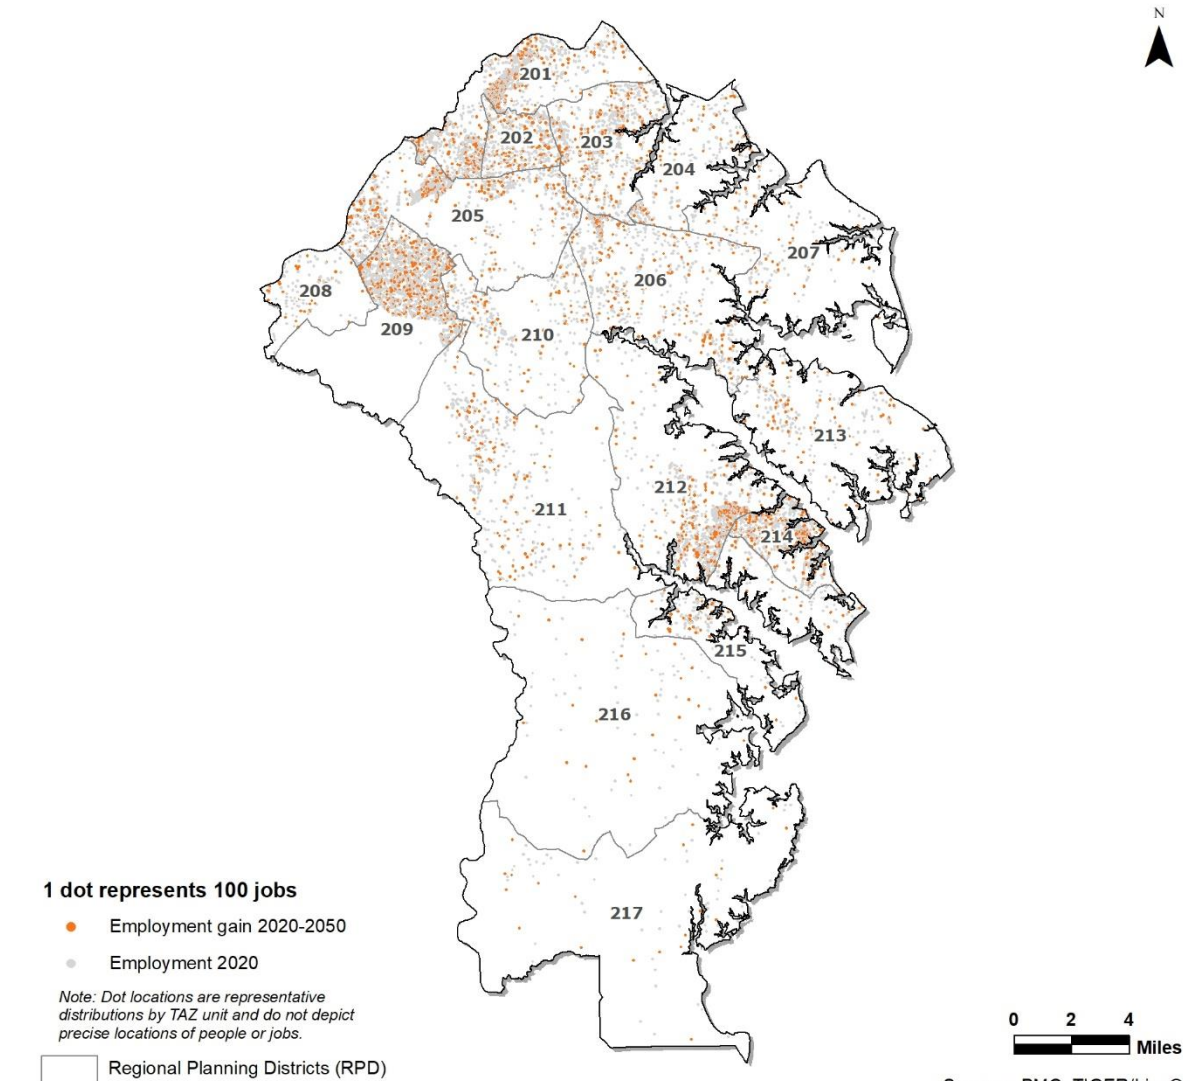 N
201
202
203
204
205
207
206
208
209
210
213
212
211
214
215
216
217
1 dot represents 100 jobs
Employment gain 2020-2050
Employment 2020
Note: Dot locations are representative
distributions by TAZ unit and do not depict
precise locations of people or jobs.
Regional Planning Districts (RPD)
0 2 4
Miles